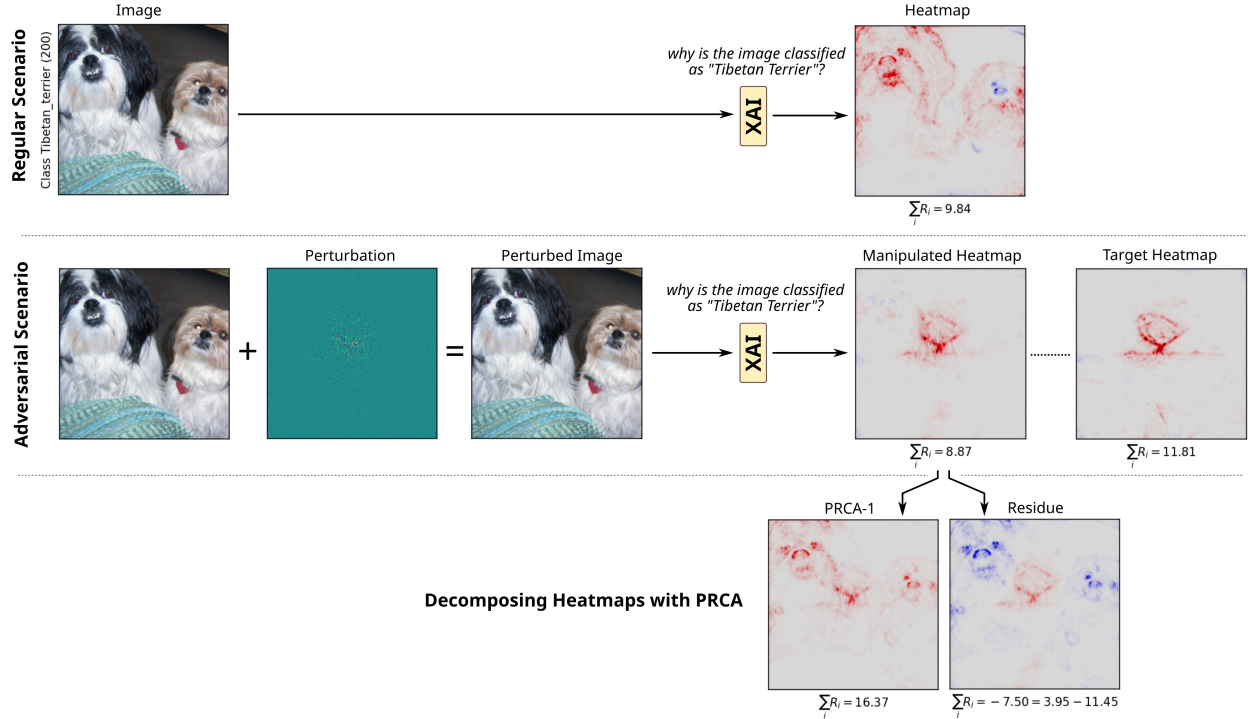 Image
Heatmap
Regular Scenario
Class Tibetan_terrier (200)
why is the image classified
as "Tibetan Terrier"?
XAI
∑ᵢ Rᵢ = 9.84
Adversarial Scenario
Perturbation
Perturbed Image
Manipulated Heatmap
Target Heatmap
+
=
why is the image classified
as "Tibetan Terrier"?
XAI
∑ᵢ Rᵢ = 8.87
∑ᵢ Rᵢ = 11.81
PRCA-1
Residue
Decomposing Heatmaps with PRCA
∑ᵢ Rᵢ = 16.37
∑ᵢ Rᵢ = − 7.50 = 3.95 − 11.45